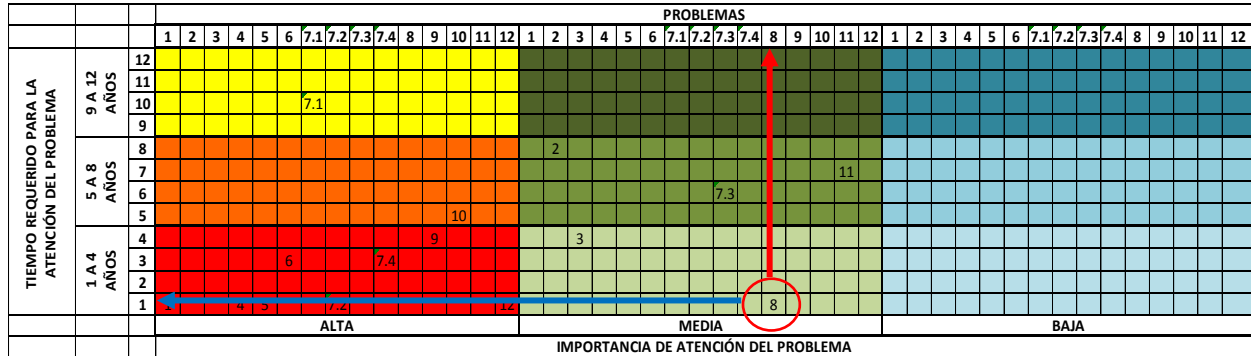 PROBLEMAS
1 2 3 4 5 6 7.1 7.2 7.3 7.4 8 9 10 11 12 1 2 3 4 5 6 7.1 7.2 7.3 7.4 8 9 10 11 12 1 2 3 4 5 6 7.1 7.2 7.3 7.4 8 9 10 11 12
TIEMPO REQUERIDO PARA LA
ATENCIÓN DEL PROBLEMA
9 A 12
AÑOS
12
11
10 7.1
9
5 A 8
AÑOS
8 2
7 11
6 7.3
5 10
1 A 4
AÑOS
4 9 3
3 6 7.4
2
1 1 4 5 7.2 12 8
ALTA MEDIA BAJA
IMPORTANCIA DE ATENCIÓN DEL PROBLEMA